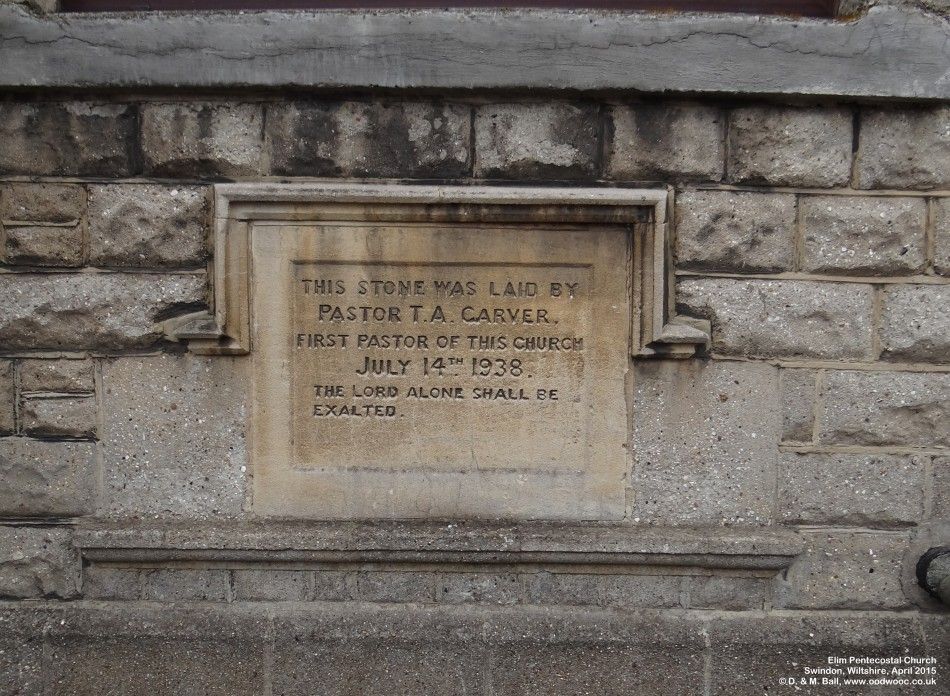 THIS STONE WAS LAID BY
PASTOR T. A. CARVER.
FIRST PASTOR OF THIS CHURCH
JULY 14TH 1938.
THE LORD ALONE SHALL BE
EXALTED.
Elim Pentecostal Church
Swindon, Wiltshire, April 2015
© D. & M. Ball, www.oodwooc.co.uk